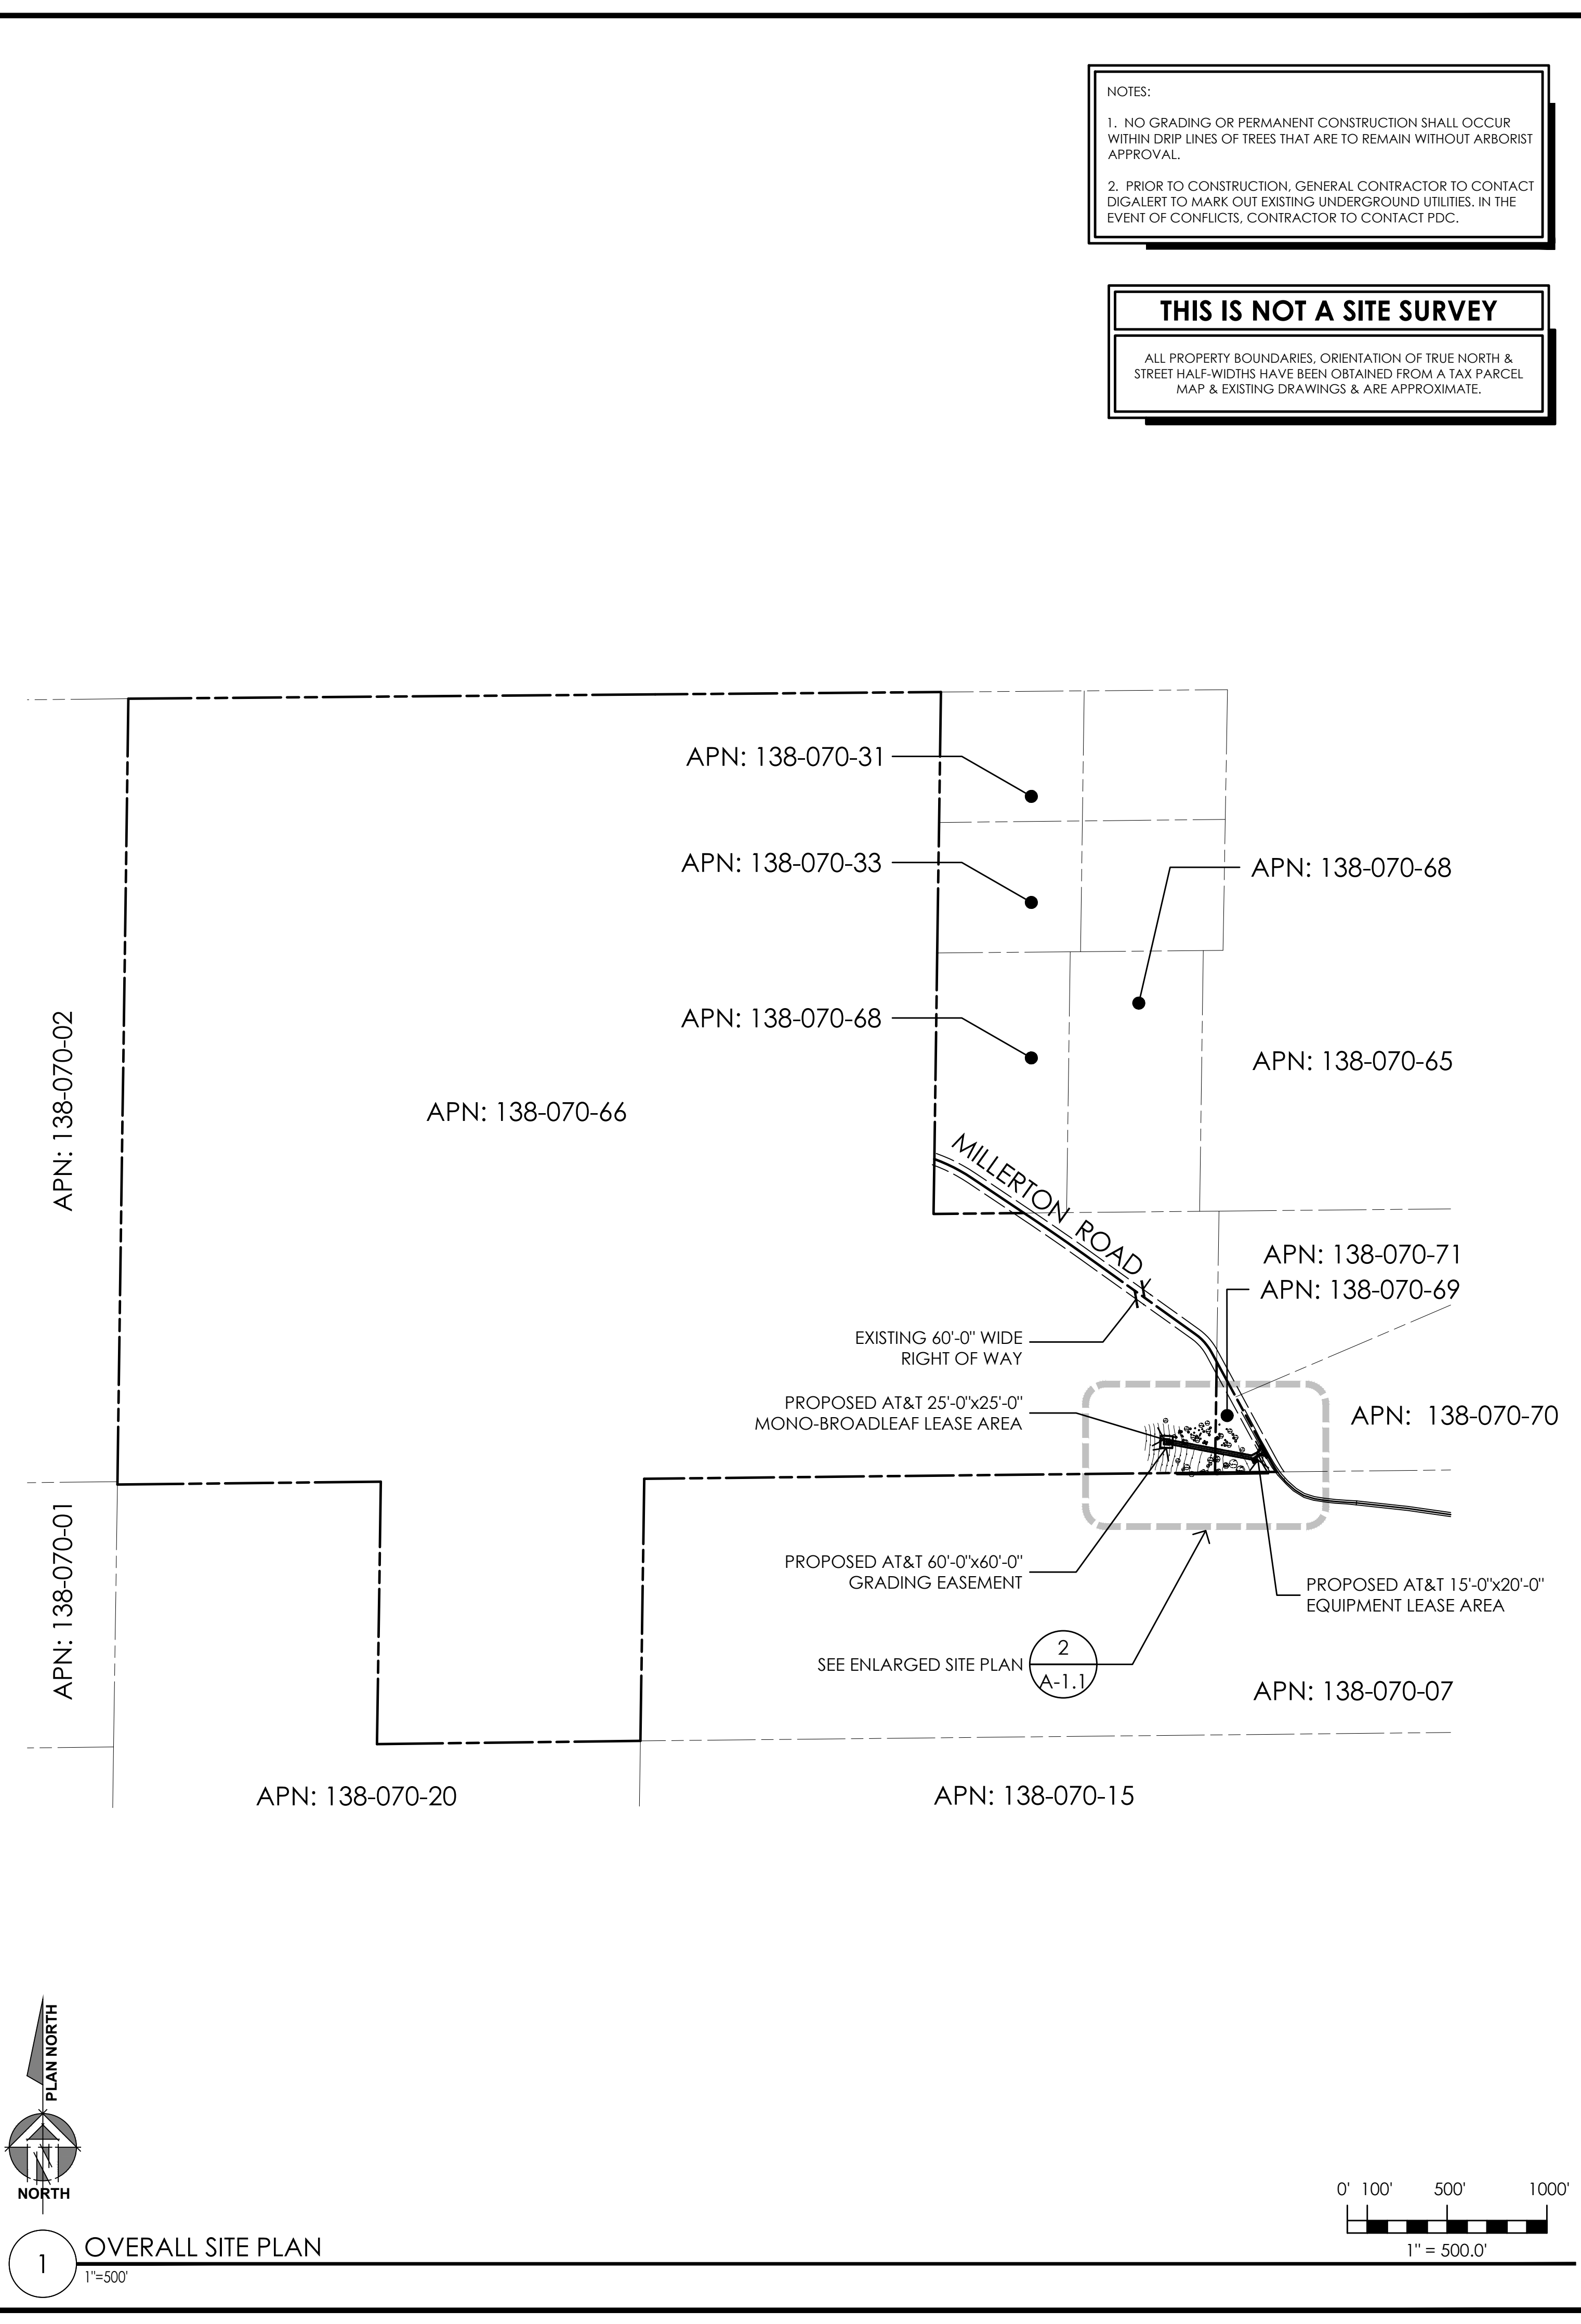 NOTES:
1. NO GRADING OR PERMANENT CONSTRUCTION SHALL OCCUR
WITHIN DRIP LINES OF TREES THAT ARE TO REMAIN WITHOUT ARBORIST
APPROVAL.
2. PRIOR TO CONSTRUCTION, GENERAL CONTRACTOR TO CONTACT
DIGALERT TO MARK OUT EXISTING UNDERGROUND UTILITIES. IN THE
EVENT OF CONFLICTS, CONTRACTOR TO CONTACT PDC.
THIS IS NOT A SITE SURVEY
ALL PROPERTY BOUNDARIES, ORIENTATION OF TRUE NORTH &
STREET HALF-WIDTHS HAVE BEEN OBTAINED FROM A TAX PARCEL
MAP & EXISTING DRAWINGS & ARE APPROXIMATE.
APN: 138-070-31
APN: 138-070-33
APN: 138-070-68
APN: 138-070-68
APN: 138-070-02
APN: 138-070-65
APN: 138-070-66
MILLERTON ROAD
APN: 138-070-71
APN: 138-070-69
EXISTING 60'-0" WIDE
RIGHT OF WAY
PROPOSED AT&T 25'-0"x25'-0"
MONO-BROADLEAF LEASE AREA
APN: 138-070-70
APN: 138-070-01
PROPOSED AT&T 60'-0"x60'-0"
GRADING EASEMENT
PROPOSED AT&T 15'-0"x20'-0"
EQUIPMENT LEASE AREA
SEE ENLARGED SITE PLAN
2
A-1.1
APN: 138-070-07
APN: 138-070-20
APN: 138-070-15
PLAN NORTH
N
NORTH
0' 100' 500' 1000'
1" = 500.0'
1
OVERALL SITE PLAN
1"=500'